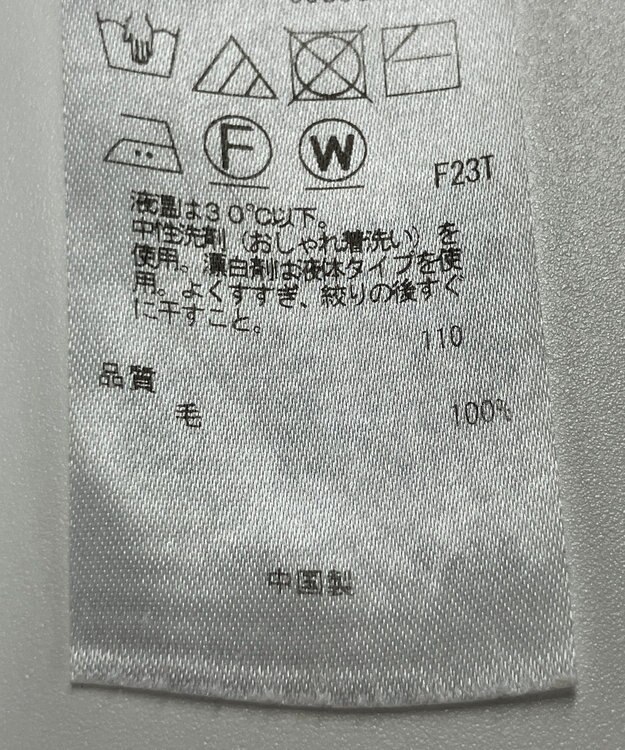 F
W
F23T
液温は30℃以下。
中性洗剤（おしゃれ着洗い）を
使用。漂白剤は液体タイプを使
用。よくすすぎ、絞りの後すぐ
に干すこと。
110
品質
毛 100%
中国製